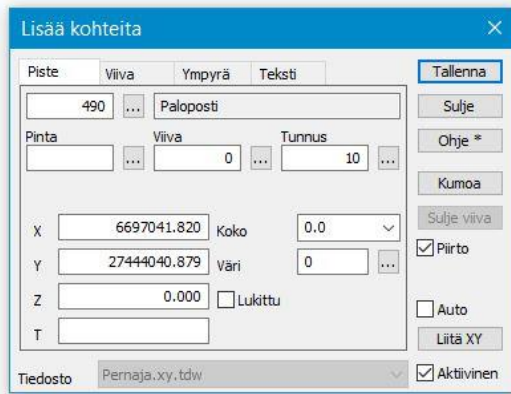 Lisää kohteita
Piste Viiva Ympyrä Teksti
490 ... Paloposti
Pinta Viiva Tunnus
... 0 ... 10 ...
X 6697041.820 Koko 0.0
Y 27444040.879 Väri 0 ...
Z 0.000 Lukittu
T
Tiedosto Pernaja.xy.tdw
Tallenna
Sulje
Ohje *
Kumoa
Sulje viiva
Piirto
Auto
Liitä XY
Aktiivinen